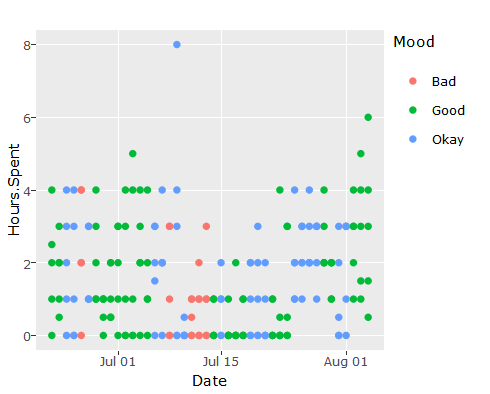 Mood
Bad
Good
Okay
8
6
4
2
0
Hours.Spent
Jul 01
Jul 15
Aug 01
Date